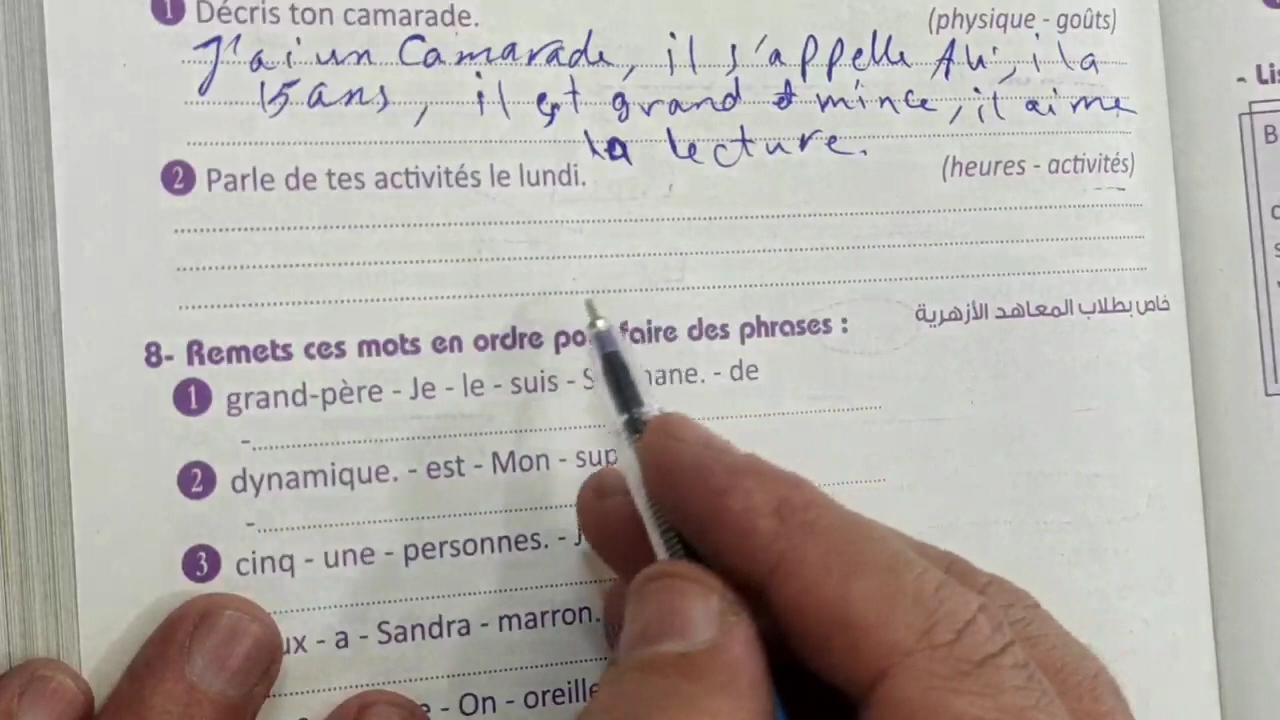 1 Décris ton camarade. (physique - goûts)
J'ai un Camarade, il s'appelle Ali, il a
15 ans, il est grand et mince, il aime
la lecture.
2 Parle de tes activités le lundi. (heures - activités)
خاص بطلاب المعاهد الأزهرية
8- Remets ces mots en ordre pour faire des phrases :
1 grand-père - Je - le - suis - - de
2 dynamique. - est - Mon -
3 cinq - une - personnes. -
- a - Sandra - marron.
- On -
- Li
B